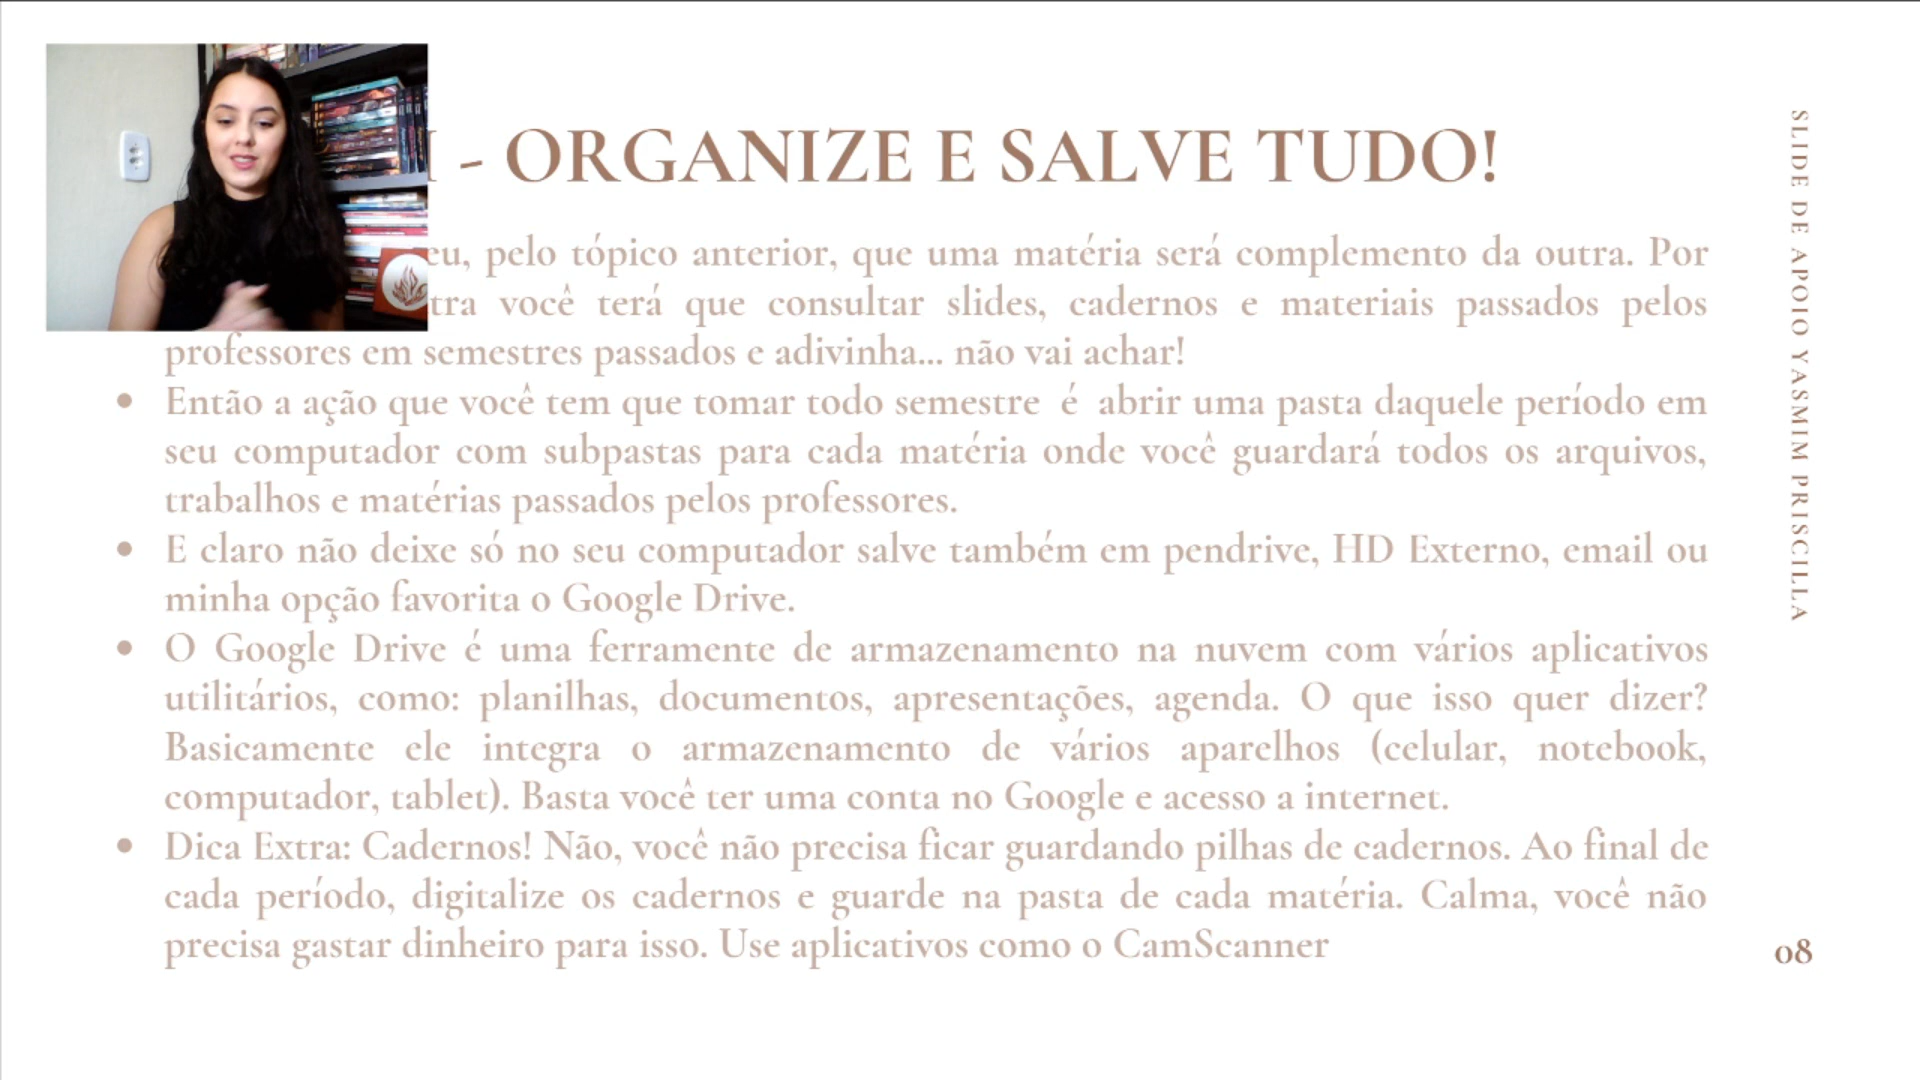 - ORGANIZE E SALVE TUDO!
pelo tópico anterior, que uma matéria será complemento da outra. Por
você terá que consultar slides, cadernos e materiais passados pelos
professores em semestres passados e adivinha... não vai achar!
• Então a ação que você tem que tomar todo semestre é abrir uma pasta daquele período em
seu computador com subpastas para cada matéria onde você guardará todos os arquivos,
trabalhos e matérias passados pelos professores.
• E claro não deixe só no seu computador salve também em pendrive, HD Externo, email ou
minha opção favorita o Google Drive.
• O Google Drive é uma ferramente de armazenamento na nuvem com vários aplicativos
utilitários, como: planilhas, documentos, apresentações, agenda. O que isso quer dizer?
Basicamente ele integra o armazenamento de vários aparelhos (celular, notebook,
computador, tablet). Basta você ter uma conta no Google e acesso a internet.
• Dica Extra: Cadernos! Não, você não precisa ficar guardando pilhas de cadernos. Ao final de
cada período, digitalize os cadernos e guarde na pasta de cada matéria. Calma, você não
precisa gastar dinheiro para isso. Use aplicativos como o CamScanner
SLIDE DE APOIO YASMIM PRISCILLA
08